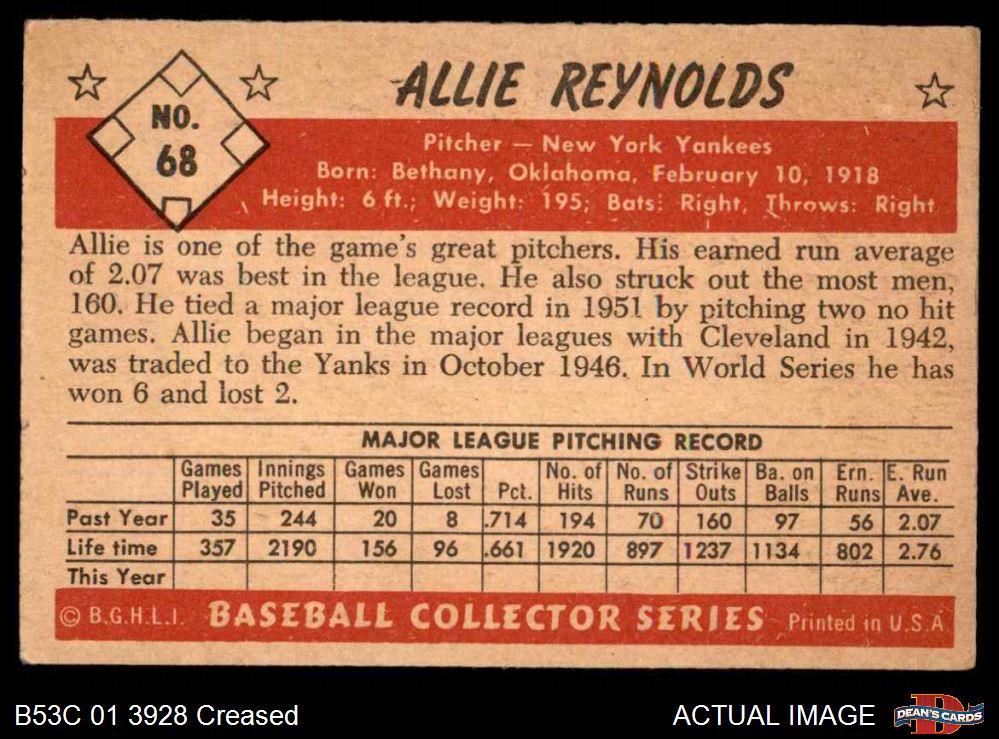 NO.
68
ALLIE REYNOLDS
Pitcher — New York Yankees
Born: Bethany, Oklahoma, February 10, 1918
Height: 6 ft.; Weight: 195; Bats: Right, Throws: Right
Allie is one of the game's great pitchers. His earned run average
of 2.07 was best in the league. He also struck out the most men,
160. He tied a major league record in 1951 by pitching two no hit
games. Allie began in the major leagues with Cleveland in 1942,
was traded to the Yanks in October 1946. In World Series he has
won 6 and lost 2.
MAJOR LEAGUE PITCHING RECORD
Games Innings Games Games No. of No. of Strike Ba. on Ern. E. Run
Played Pitched Won Lost Pct. Hits Runs Outs Balls Runs Ave.
Past Year 35 244 20 8 .714 194 70 160 97 56 2.07
Life time 357 2190 156 96 .661 1920 897 1237 1134 802 2.76
This Year
© B.G.H.L.I. BASEBALL COLLECTOR SERIES Printed in U.S.A.
B53C 01 3928 Creased ACTUAL IMAGE DEAN'S CARDS